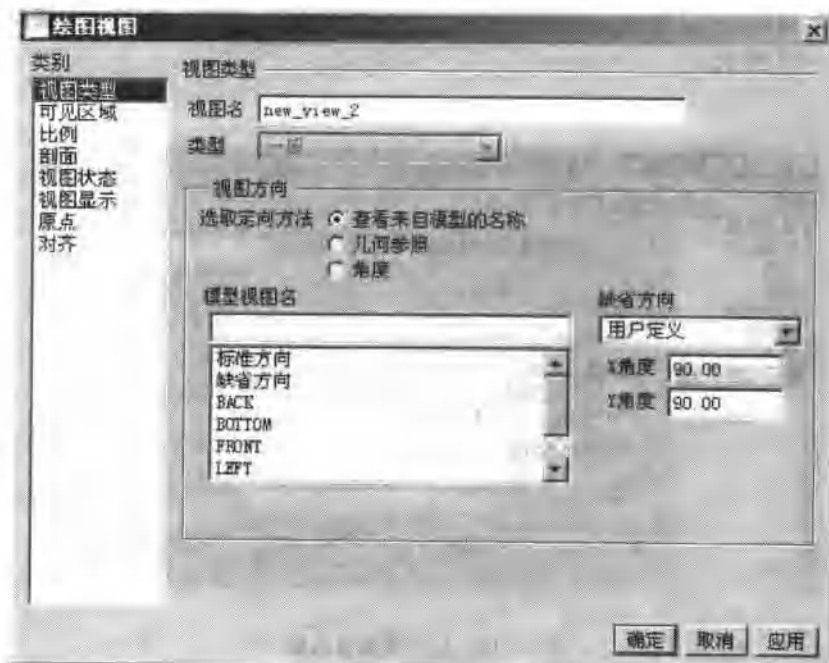 绘图视图
类别
视图类型
可见区域
比例
剖面
视图状态
视图显示
原点
对齐
视图类型
视图名 new_view_2
类型 一般
视图方向
选取定向方法 查看来自模型的名称
几何参照
角度
模型视图名
标准方向
缺省方向
BACK
BOTTOM
FRONT
LEFT
缺省方向
用户定义
X角度 90.00
Y角度 90.00
确定 取消 应用